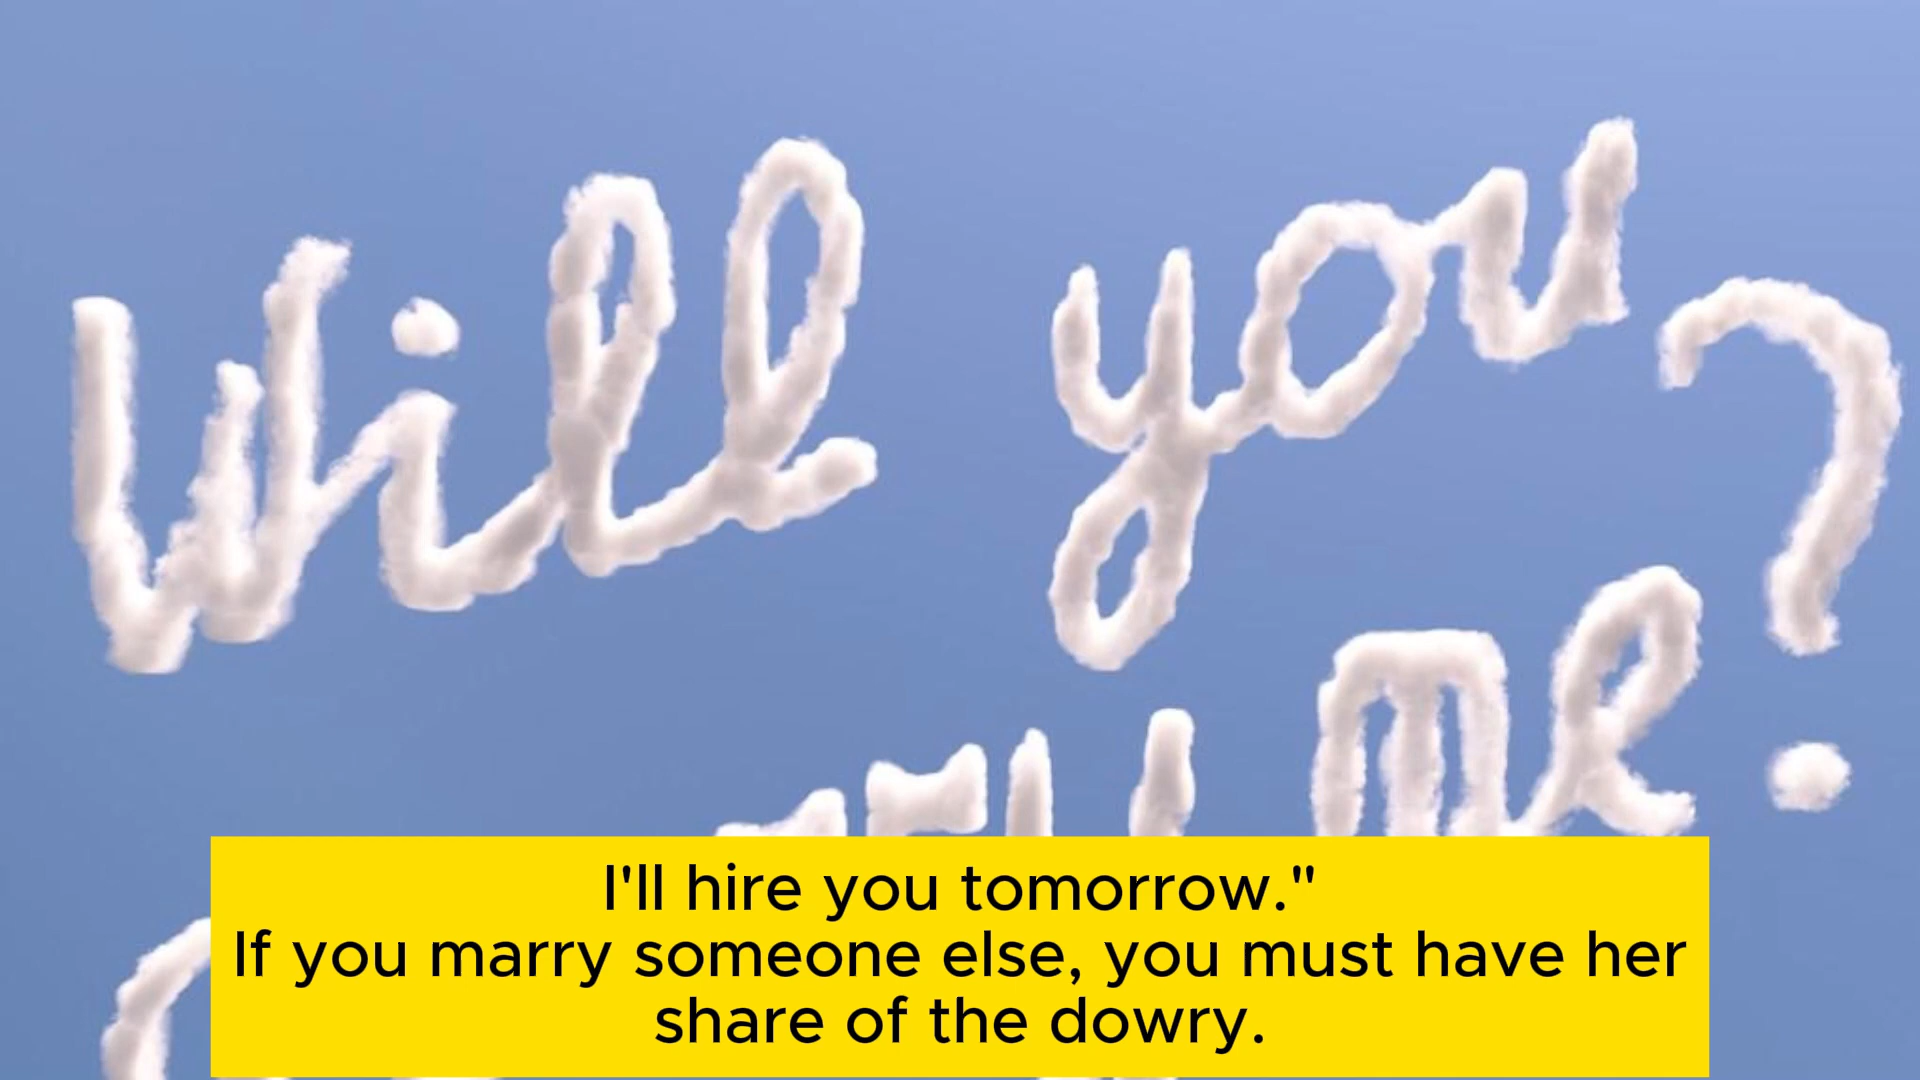 Will you
me?
I'll hire you tomorrow."
If you marry someone else, you must have her
share of the dowry.